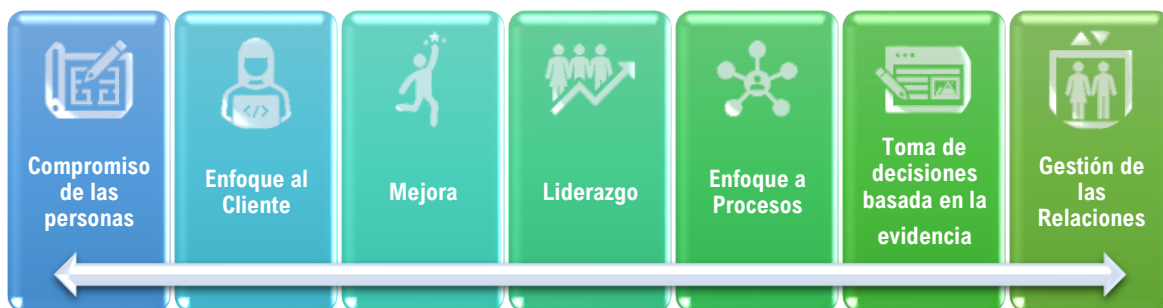 Compromiso
de las
personas
Enfoque al
Cliente
Mejora
Liderazgo
Enfoque a
Procesos
Toma de
decisiones
basada en la
evidencia
Gestión de
las
Relaciones